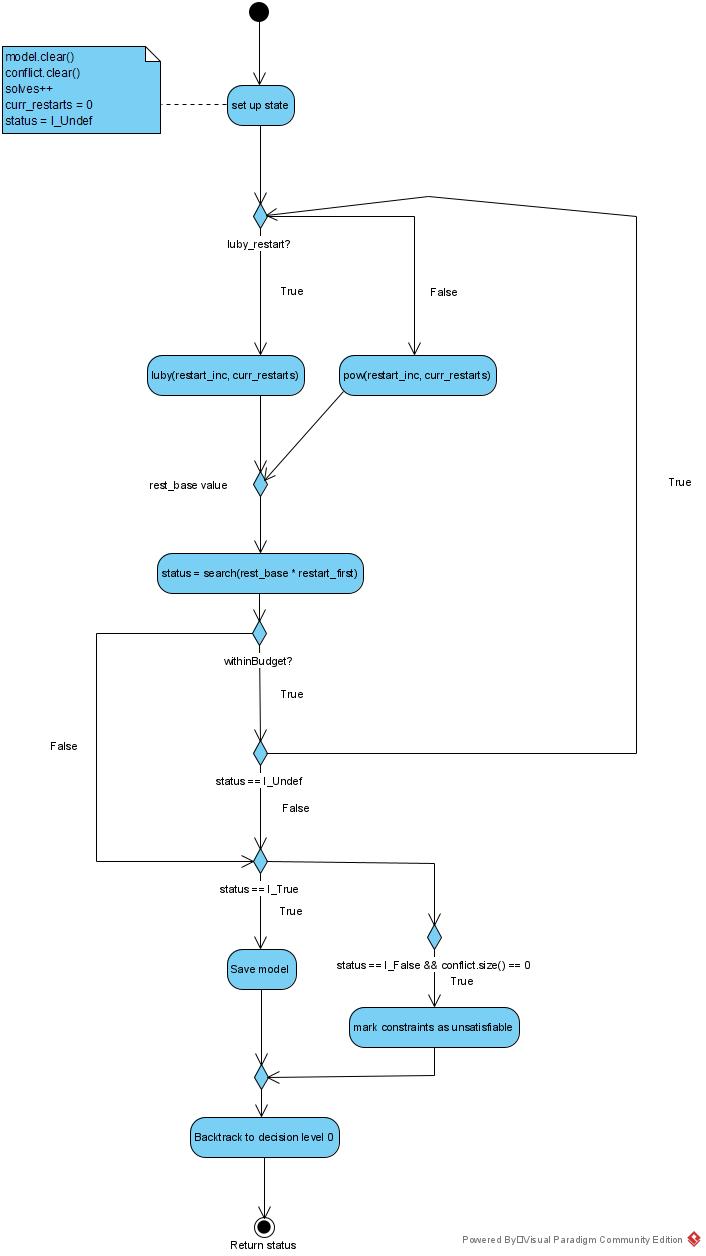 model.clear()
conflict.clear()
solves++
curr_restarts = 0
status = l_Undef
set up state
luby_restart?
True
False
luby(restart_inc, curr_restarts)
pow(restart_inc, curr_restarts)
rest_base value
True
status = search(rest_base * restart_first)
withinBudget?
True
False
status == l_Undef
False
status == l_True
True
status == l_False && conflict.size() == 0
True
Save model
mark constraints as unsatisfiable
Backtrack to decision level 0
Return status
Powered By Visual Paradigm Community Edition